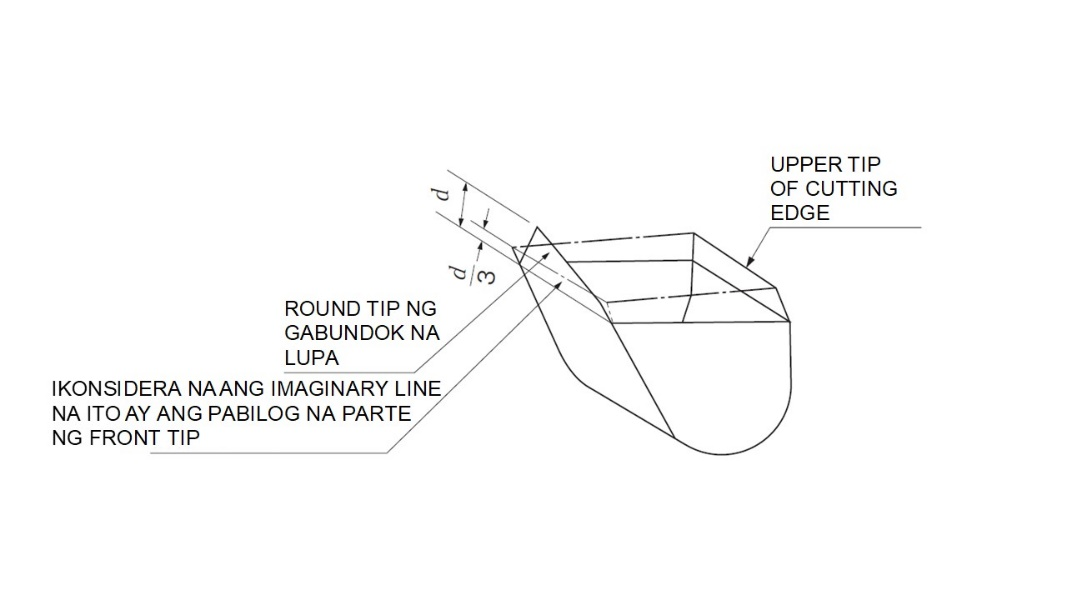 UPPER TIP
OF CUTTING
EDGE
d
d
3
ROUND TIP NG
GABUNDOK NA
LUPA
IKONSIDERA NA ANG IMAGINARY LINE
NA ITO AY ANG PABILOG NA PARTE
NG FRONT TIP